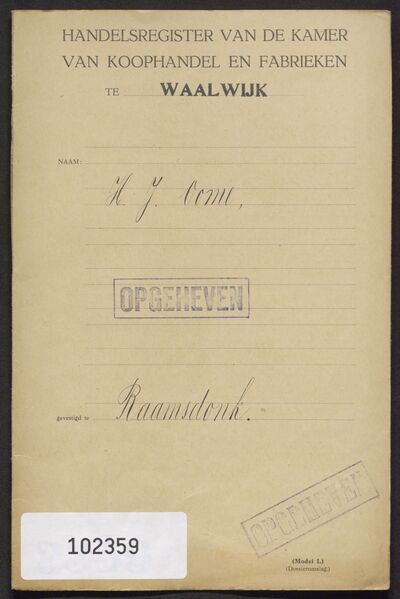 HANDELSREGISTER VAN DE KAMER
VAN KOOPHANDEL EN FABRIEKEN
TE WAALWIJK
NAAM:
H. J. Oome,
OPGEHEVEN
gevestigd te Raamsdonk.
OPGEHEVEN
102359
(Model I.)
(Dossieromslag.)